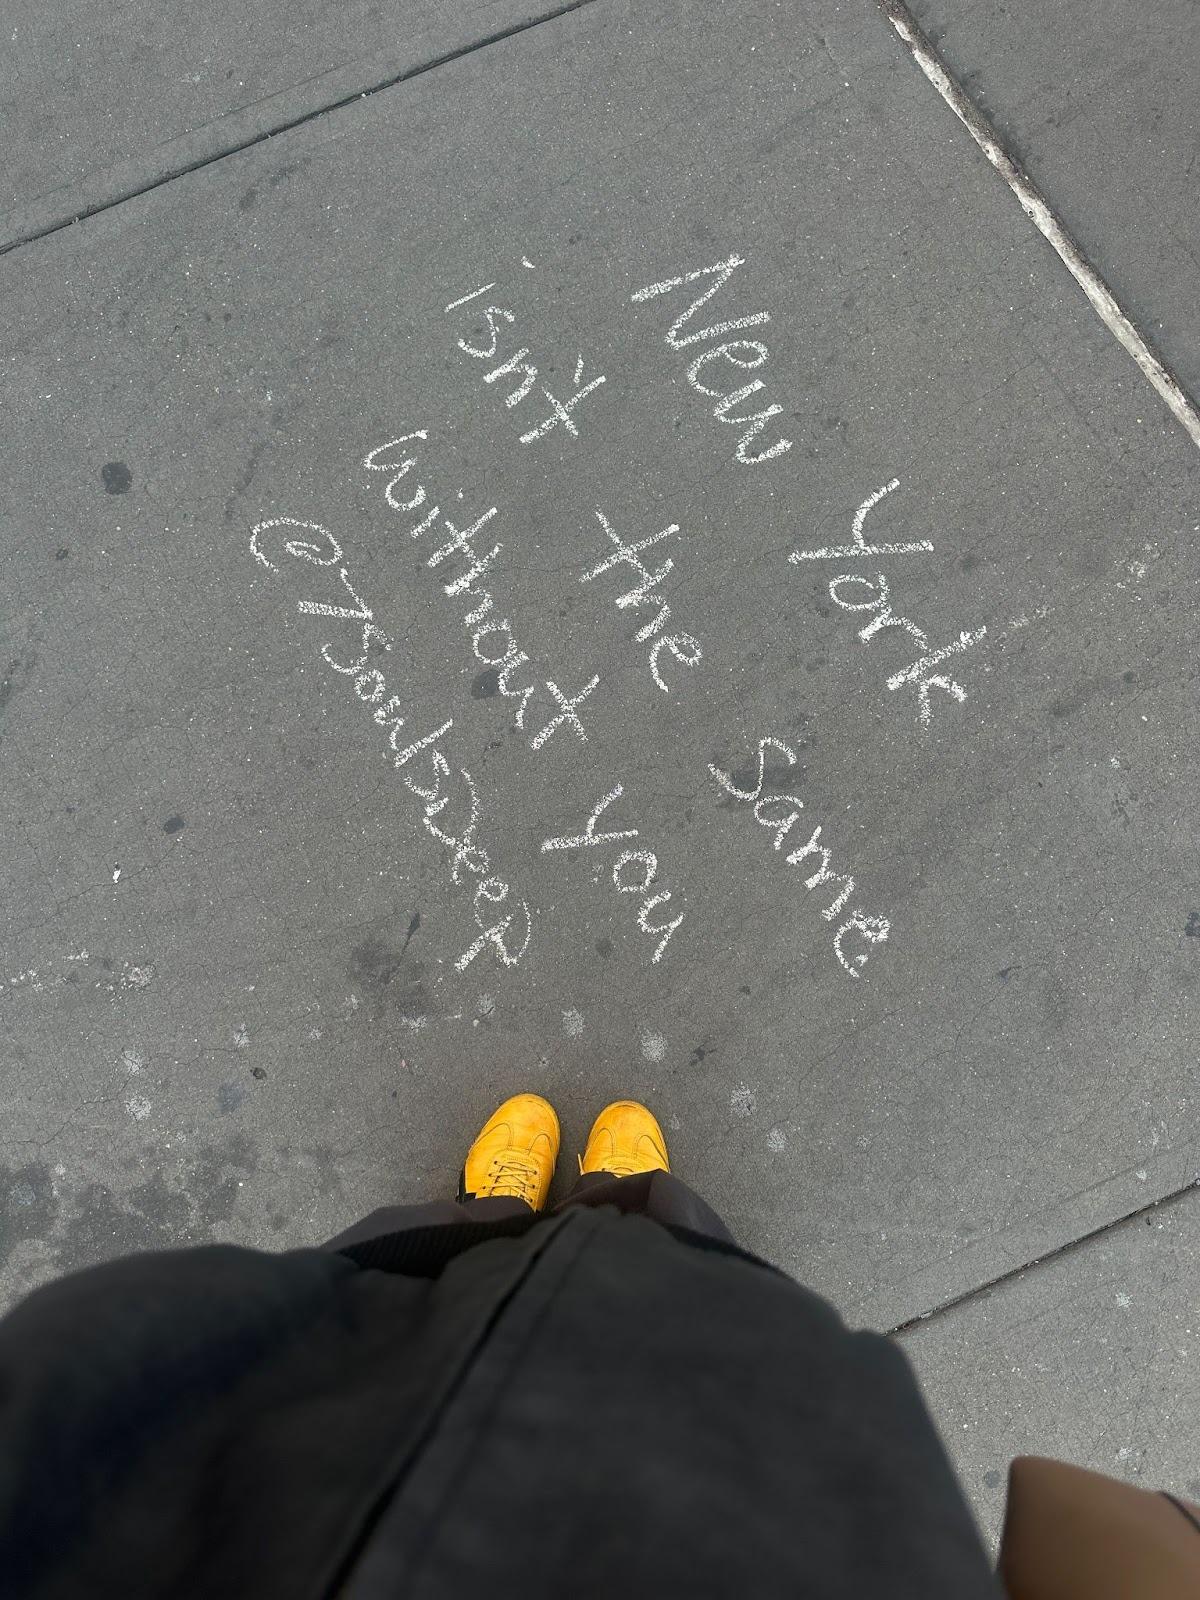 New York
isn't the same
without you